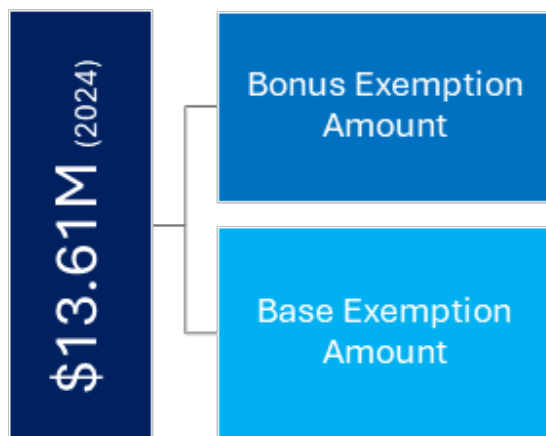 $13.61M (2024)
Bonus Exemption
Amount
Base Exemption
Amount